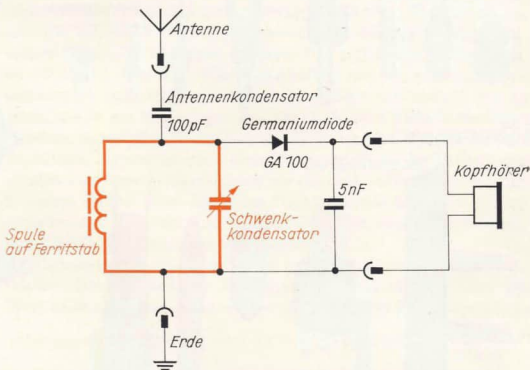 Antenne
Antennenkondensator
100pF
Germaniumdiode
GA 100
Kopfhörer
5nF
Schwenk-
kondensator
Spule
auf Ferritstab
Erde